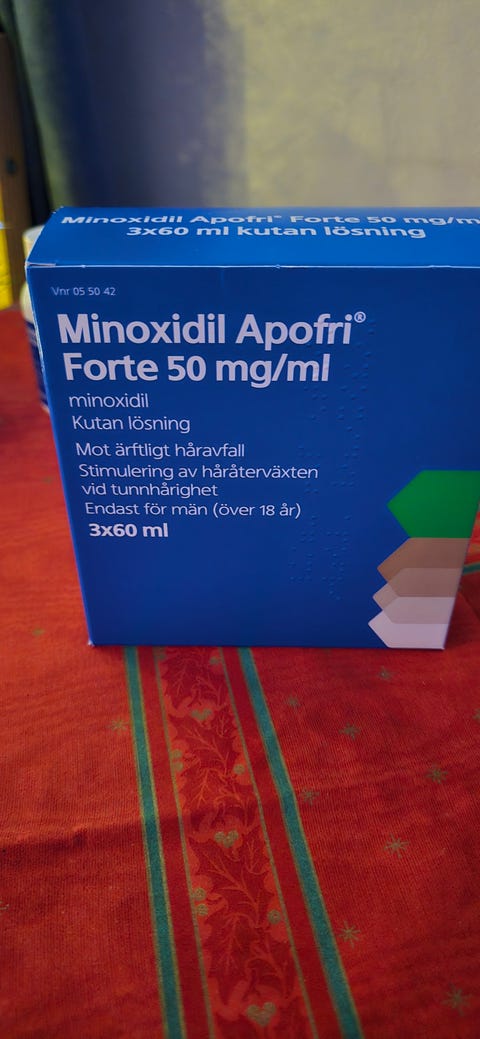 Minoxidil Apofri® Forte 50 mg/m
3x60 ml kutan lösning
Vnr 05 50 42
Minoxidil Apofri®
Forte 50 mg/ml
minoxidil
Kutan lösning
Mot ärftligt håravfall
Stimulering av håråterväxten
vid tunnhårighet
Endast för män (över 18 år)
3x60 ml